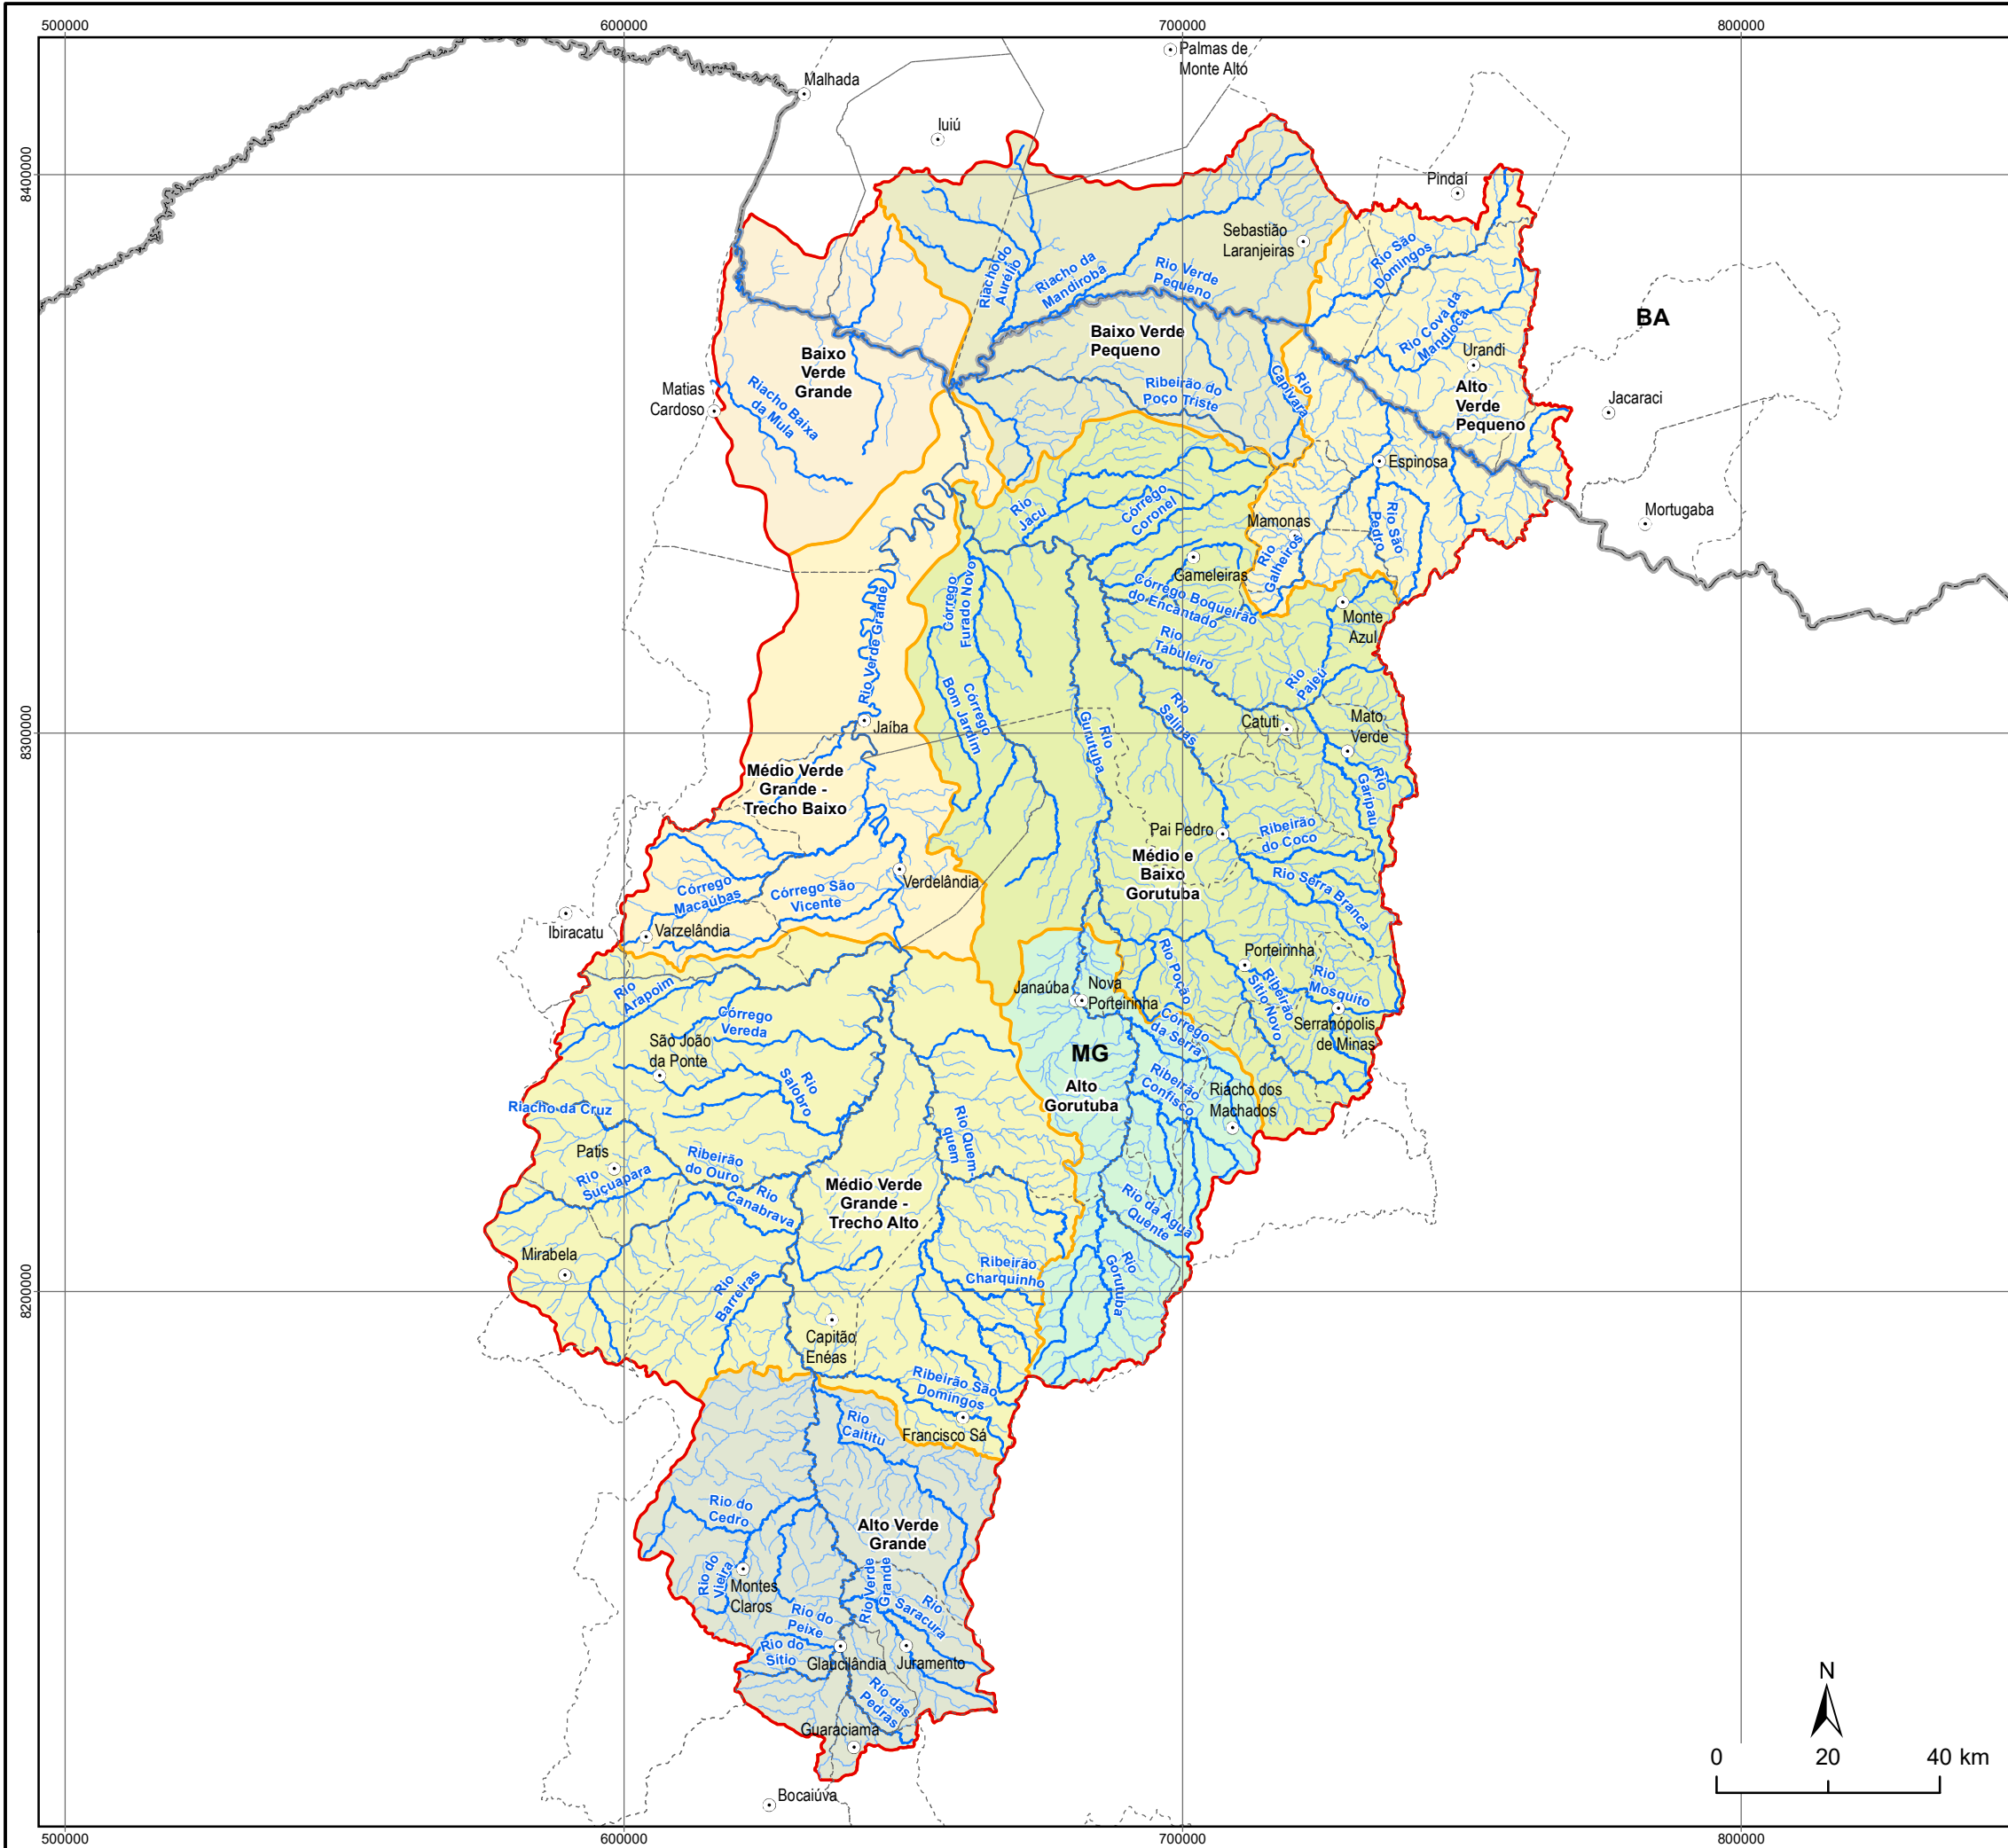 500000
600000
700000
800000
Palmas de
Monte Alto
Malhada
Iuiú
8400000
Pindaí
Sebastião
Laranjeiras
Rio São
Domingos
Riacho do
Aurélio
Riacho da
Mandiroba
Rio Verde
Pequeno
BA
Rio Cova da
Mandioca
Baixo Verde
Pequeno
Baixo
Verde
Grande
Urandi
Alto
Verde
Pequeno
Matias
Cardoso
Riacho Baixa
da Mula
Ribeirão do
Poço Triste
Rio
Capivara
Jacaraci
Espinosa
Mortugaba
Rio
Jacu
Córrego
Coronel
Mamonas
Rio São
Pedro
Rio
Galheiros
Gameleiras
Córrego
Furado Novo
Córrego Boqueirão
do Encantado
Monte
Azul
Rio Verde Grande
Rio
Tabuleiro
Rio
Pajeú
Córrego
Bom Jardim
Rio
Salinas
Rio
Gurutuba
Catuti
Mato
Verde
Jaíba
8300000
Médio Verde
Grande -
Trecho Baixo
Rio
Garipau
Pai Pedro
Ribeirão
do Coco
Médio e
Baixo
Gorutuba
Rio Serra Branca
Verdelândia
Córrego
Macaúbas
Córrego São
Vicente
Ibiracatu
Varzelândia
Porteirinha
Rio Poção
Rio
Arapoim
Janaúba
Nova
Porteirinha
Ribeirão
Sítio Novo
Rio
Mosquito
Serranópolis
de Minas
Córrego
Vereda
Córrego
da Serra
São João
da Ponte
MG
Rio
Salobro
Alto
Gorutuba
Ribeirão
Confisco
Riacho dos
Machados
Riacho da Cruz
Rio Quem-
quem
Patis
Ribeirão
do Ouro
Rio
Suçuapara
Rio
Canabrava
Médio Verde
Grande -
Trecho Alto
Rio da Água
Quente
Mirabela
Rio
Barreiras
Ribeirão
Charquinho
Rio
Gorutuba
8200000
Capitão
Enéas
Ribeirão São
Domingos
Rio
Caititu
Francisco Sá
Rio do
Cedro
Alto Verde
Grande
Rio do
Vieira
Montes
Claros
Rio Verde
Grande
Rio
Saracura
Rio do
Peixe
Rio do
Sitio
Glaucilândia
Juramento
Rio das
Pedras
Guaraciama
Bocaiúva
N
0
20
40 km
500000
600000
700000
800000